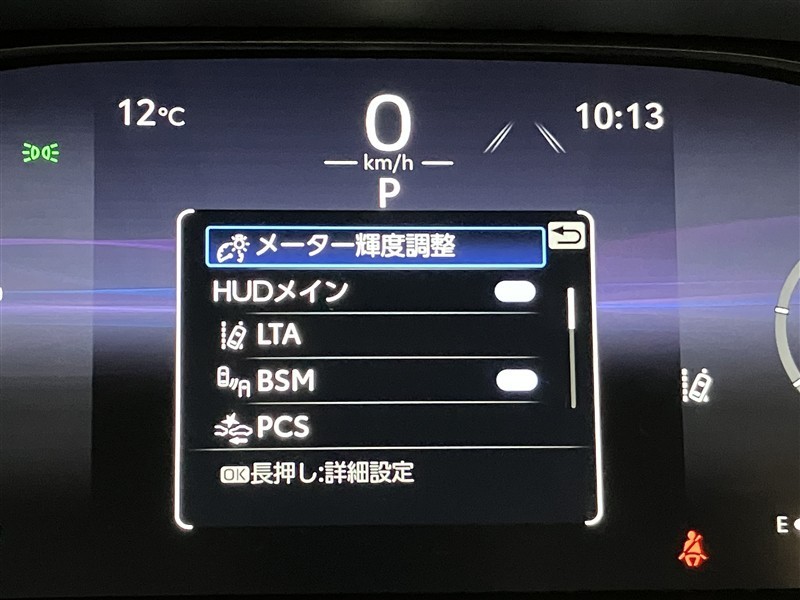 12℃
0
km/h
10:13
P
メーター輝度調整
HUDメイン
LTA
BSM
PCS
OK長押し:詳細設定
E